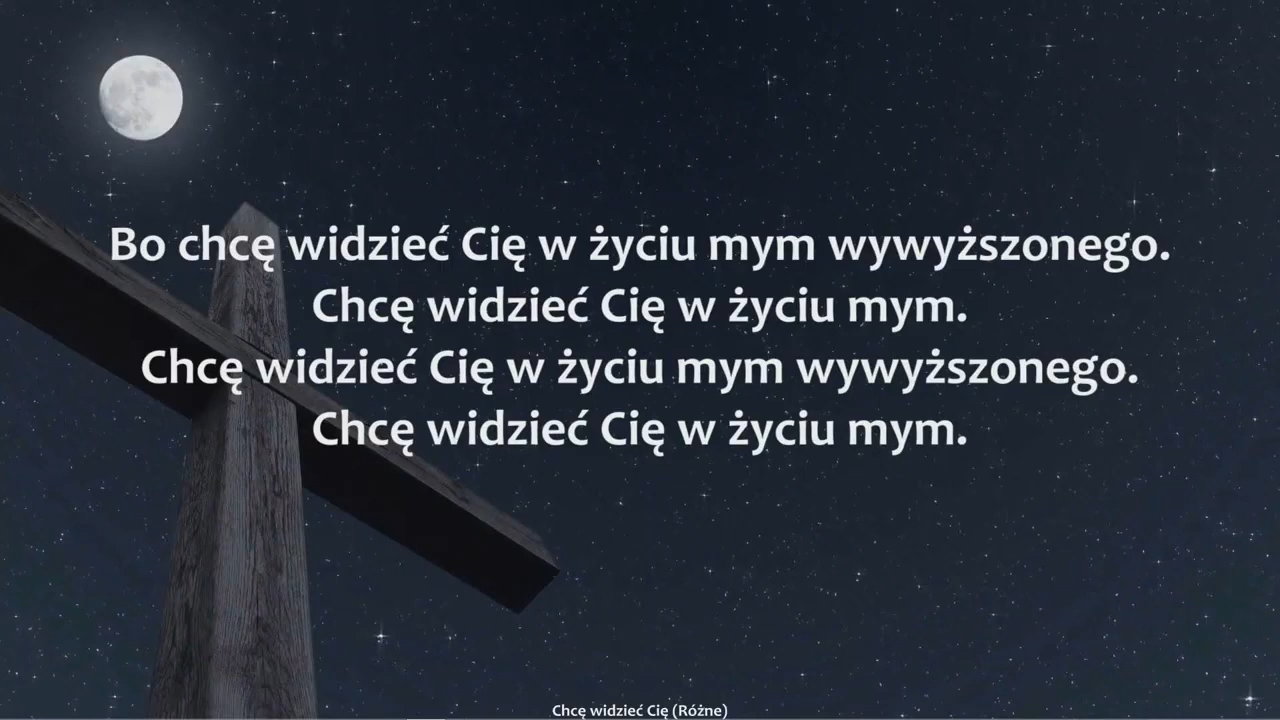 Bo chcę widzieć Cię w życiu mym wywyższonego.
Chcę widzieć Cię w życiu mym.
Chcę widzieć Cię w życiu mym wywyższonego.
Chcę widzieć Cię w życiu mym.
Chcę widzieć Cię (Różne)